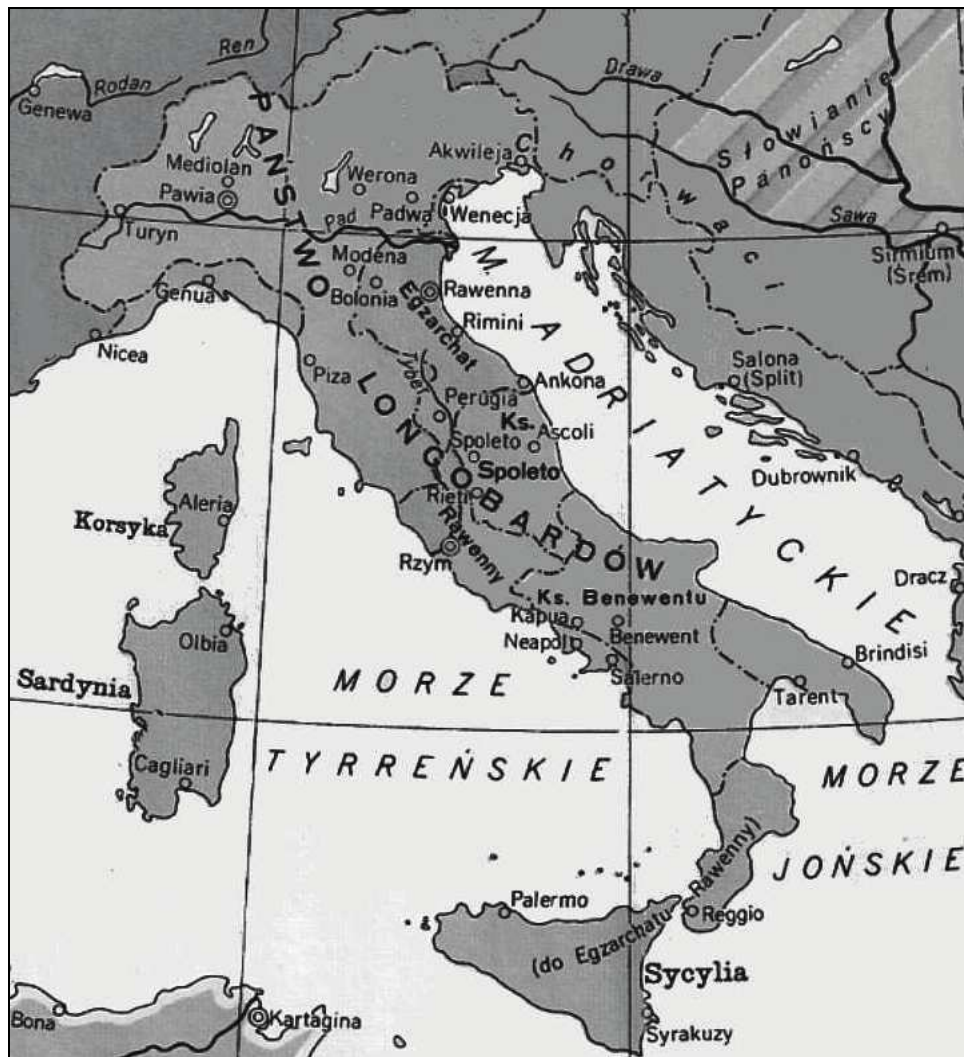 Ren
Rodan
Genewa
Drawa
Słowianie
Panońscy
Sawa
Sirmium
(Śrem)
PAŃSTWO LONGOBARDÓW
Chorwaci
Mediolan
Pawia
Turyn
Werona
Padwa
Pad
Akwileja
Wenecja
Modena
Bolonia
Genua
Nicea
Egzarchat
Rawenny
Rawenna
Rimini
Piza
Perugia
Ankona
Ks.
Spoleto
Ascoli
Spoleto
Rieti
Rzym
M. ADRIATYCKIE
Salona
(Split)
Dubrownik
Dracz
Korsyka
Aleria
Ks. Benewentu
Kapua
Neapol
Benewent
Salerno
Brindisi
Tarent
Olbia
Sardynia
Cagliari
MORZE
TYRREŃSKIE
MORZE
JOŃSKIE
Palermo
Reggio
(do Egzarchatu Rawenny)
Sycylia
Syrakuzy
Bona
Kartagina